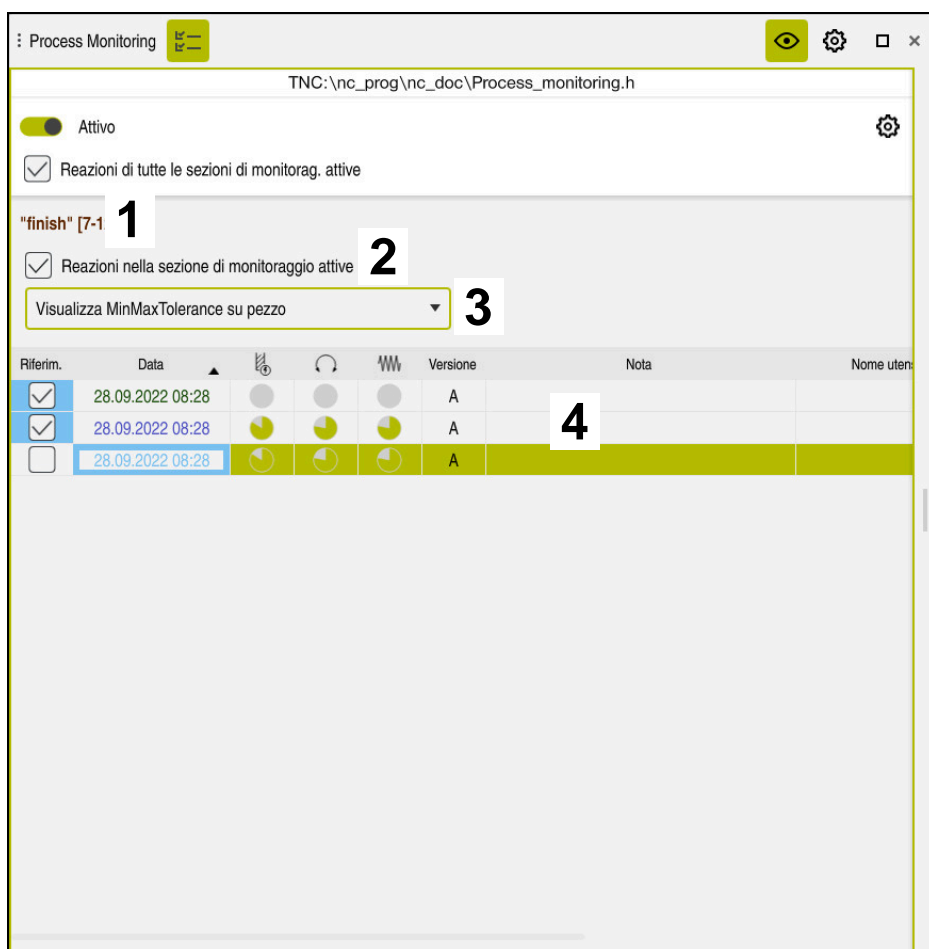 Process Monitoring
TNC:\nc_prog\nc_doc\Process_monitoring.h
Attivo
Reazioni di tutte le sezioni di monitorag. attive
"finish" [7-1
1
Reazioni nella sezione di monitoraggio attive
2
Visualizza MinMaxTolerance su pezzo
3
Riferim. Data Versione Nota Nome uten
28.09.2022 08:28 A
28.09.2022 08:28 A
4
28.09.2022 08:28 A